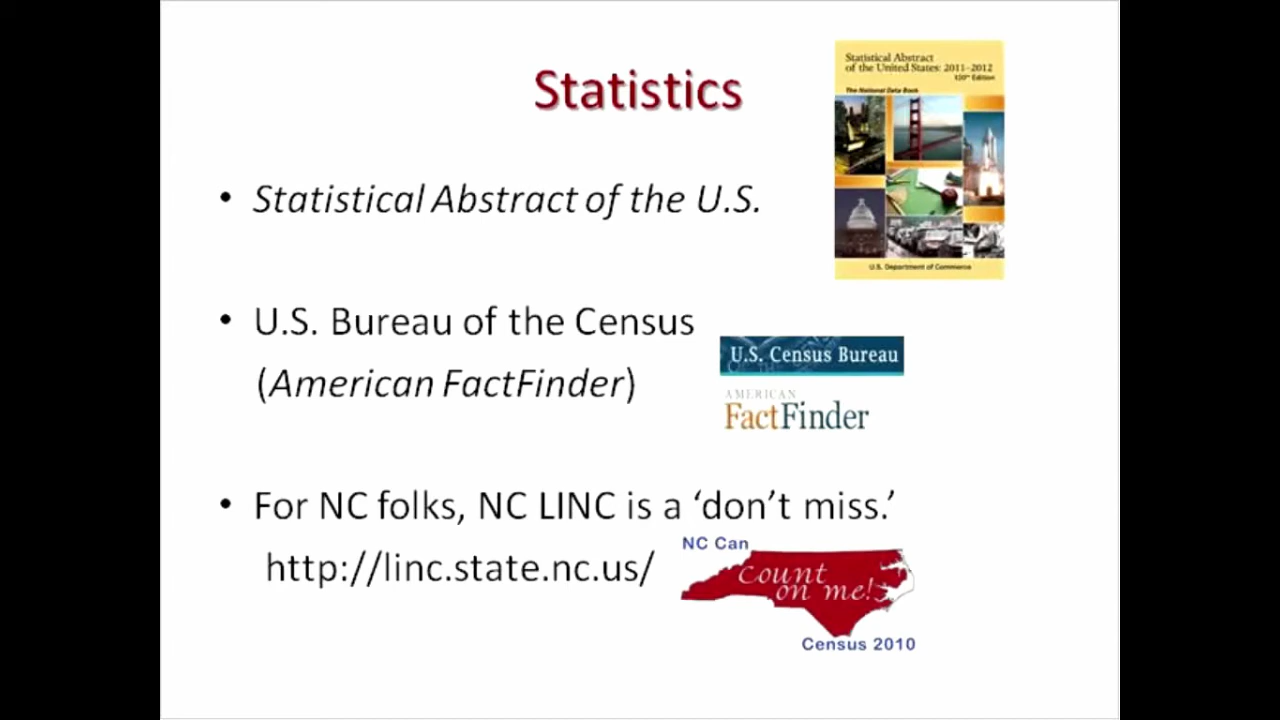 Statistics
Statistical Abstract
of the United States: 2011–2012
130th Edition
The National Data Book
U.S. Department of Commerce
• Statistical Abstract of the U.S.
• U.S. Bureau of the Census
(American FactFinder)
U.S. Census Bureau
AMERICAN
FactFinder
• For NC folks, NC LINC is a ‘don’t miss.’
http://linc.state.nc.us/
NC Can
Count
on me!
Census 2010